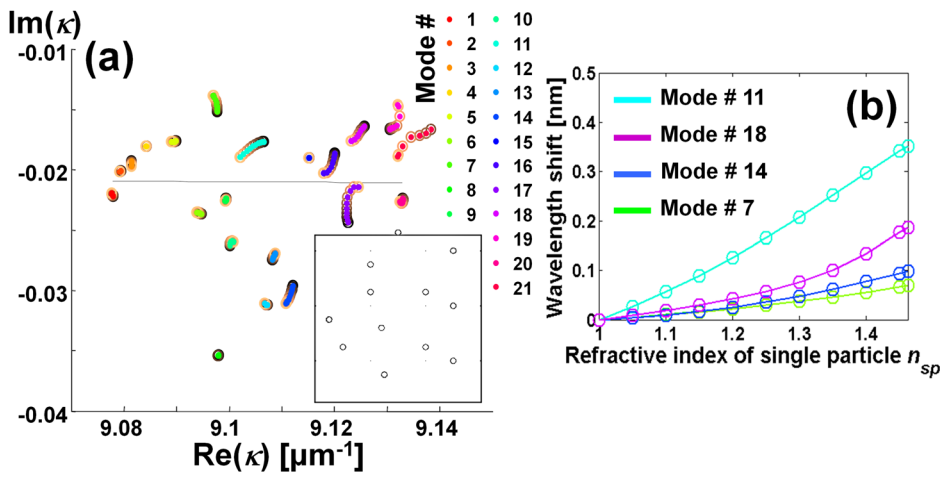 Im(κ)
(a)
-0.01
-0.02
-0.03
-0.04
9.08
9.1
9.12
9.14
Re(κ) [μm⁻¹]
Mode #
1 10
2 11
3 12
4 13
5 14
6 15
7 16
8 17
9 18
19
20
21
(b)
Wavelength shift [nm]
0.5
0.4
0.3
0.2
0.1
0
1
1.1
1.2
1.3
1.4
Mode # 11
Mode # 18
Mode # 14
Mode # 7
Refractive index of single particle nsp